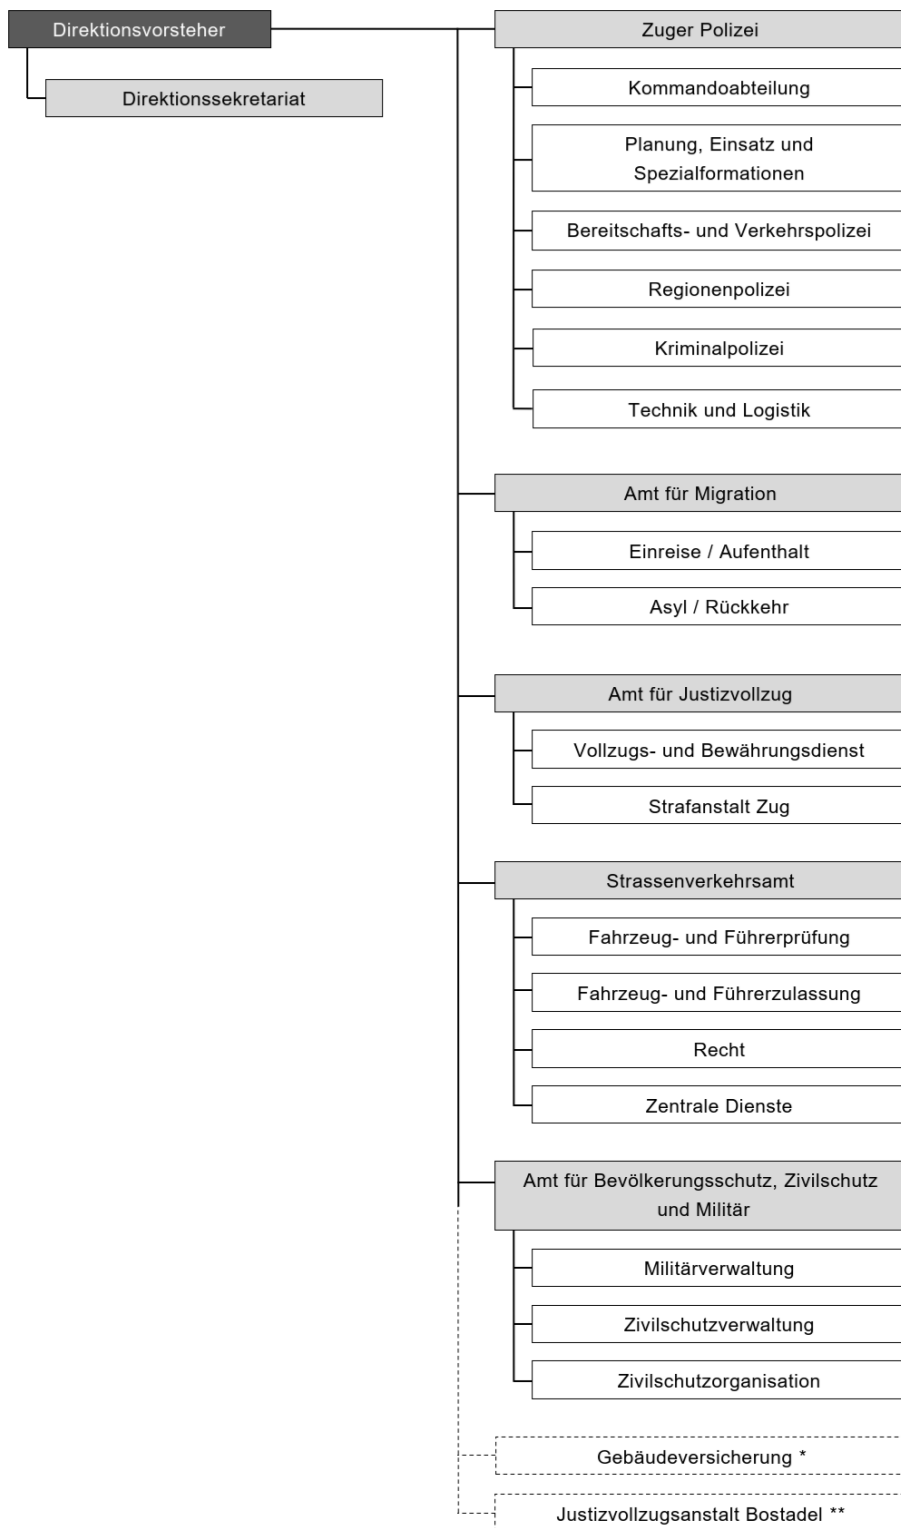 Direktionsvorsteher
Direktionssekretariat
Zuger Polizei
Kommandoabteilung
Planung, Einsatz und
Spezialformationen
Bereitschafts- und Verkehrspolizei
Regionenpolizei
Kriminalpolizei
Technik und Logistik
Amt für Migration
Einreise / Aufenthalt
Asyl / Rückkehr
Amt für Justizvollzug
Vollzugs- und Bewährungsdienst
Strafanstalt Zug
Strassenverkehrsamt
Fahrzeug- und Führerprüfung
Fahrzeug- und Führerzulassung
Recht
Zentrale Dienste
Amt für Bevölkerungsschutz, Zivilschutz
und Militär
Militärverwaltung
Zivilschutzverwaltung
Zivilschutzorganisation
Gebäudeversicherung *
Justizvollzugsanstalt Bostadel **